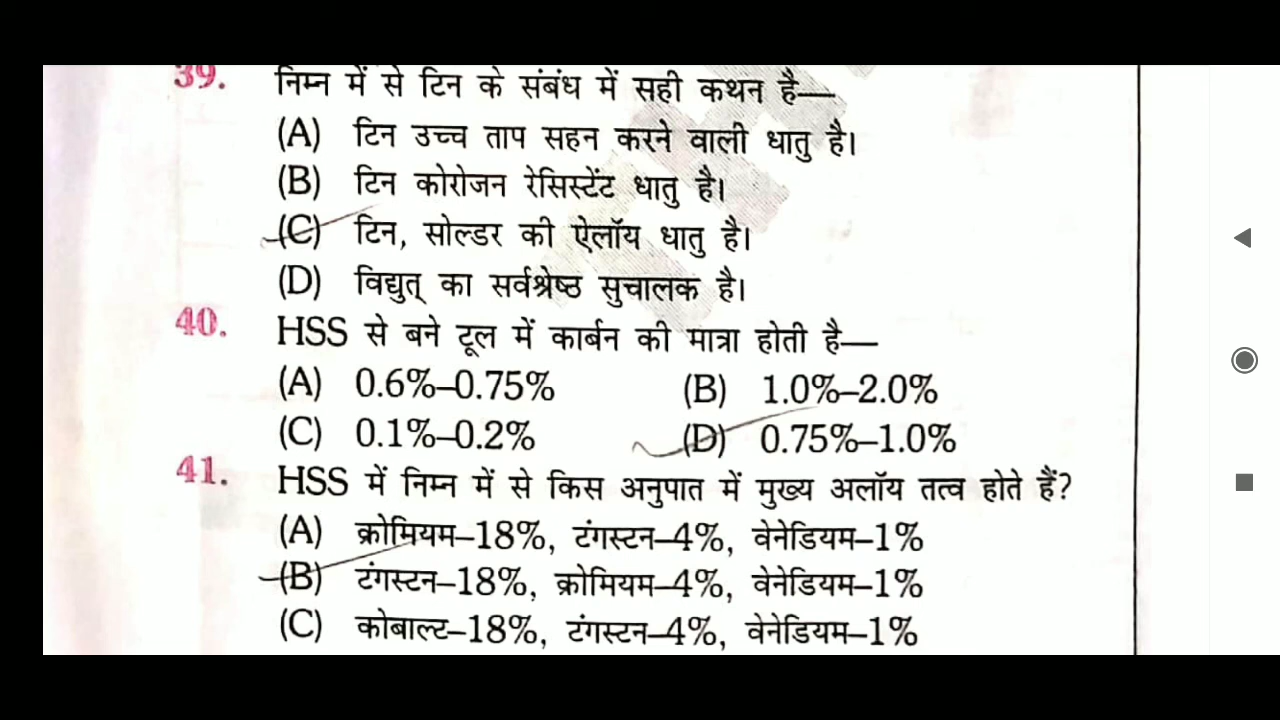 39. निम्न में से टिन के संबंध में सही कथन है—
(A) टिन उच्च ताप सहन करने वाली धातु है।
(B) टिन कोरोजन रेसिस्टेंट धातु है।
(C) टिन, सोल्डर की ऐलॉय धातु है।
(D) विद्युत् का सर्वश्रेष्ठ सुचालक है।
40. HSS से बने टूल में कार्बन की मात्रा होती है—
(A) 0.6%–0.75% (B) 1.0%–2.0%
(C) 0.1%–0.2% (D) 0.75%–1.0%
41. HSS में निम्न में से किस अनुपात में मुख्य अलॉय तत्व होते हैं?
(A) क्रोमियम–18%, टंगस्टन–4%, वेनेडियम–1%
(B) टंगस्टन–18%, क्रोमियम–4%, वेनेडियम–1%
(C) कोबाल्ट–18%, टंगस्टन–4%, वेनेडियम–1%